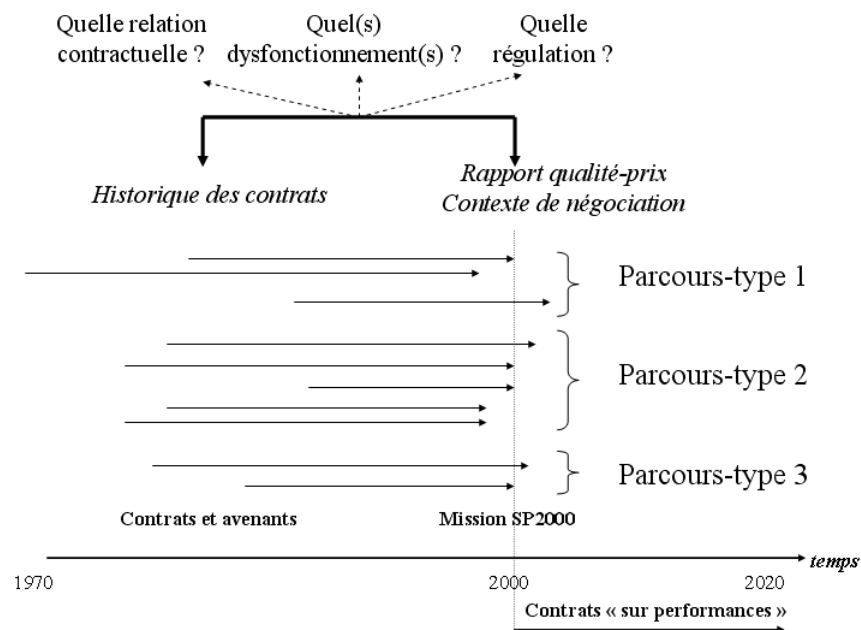 Quelle relation
contractuelle ?
Quel(s)
dysfonctionnement(s) ?
Quelle
régulation ?
Historique des contrats
Rapport qualité-prix
Contexte de négociation
Parcours-type 1
Parcours-type 2
Parcours-type 3
Contrats et avenants
Mission SP2000
temps
1970
2000
2020
Contrats « sur performances »